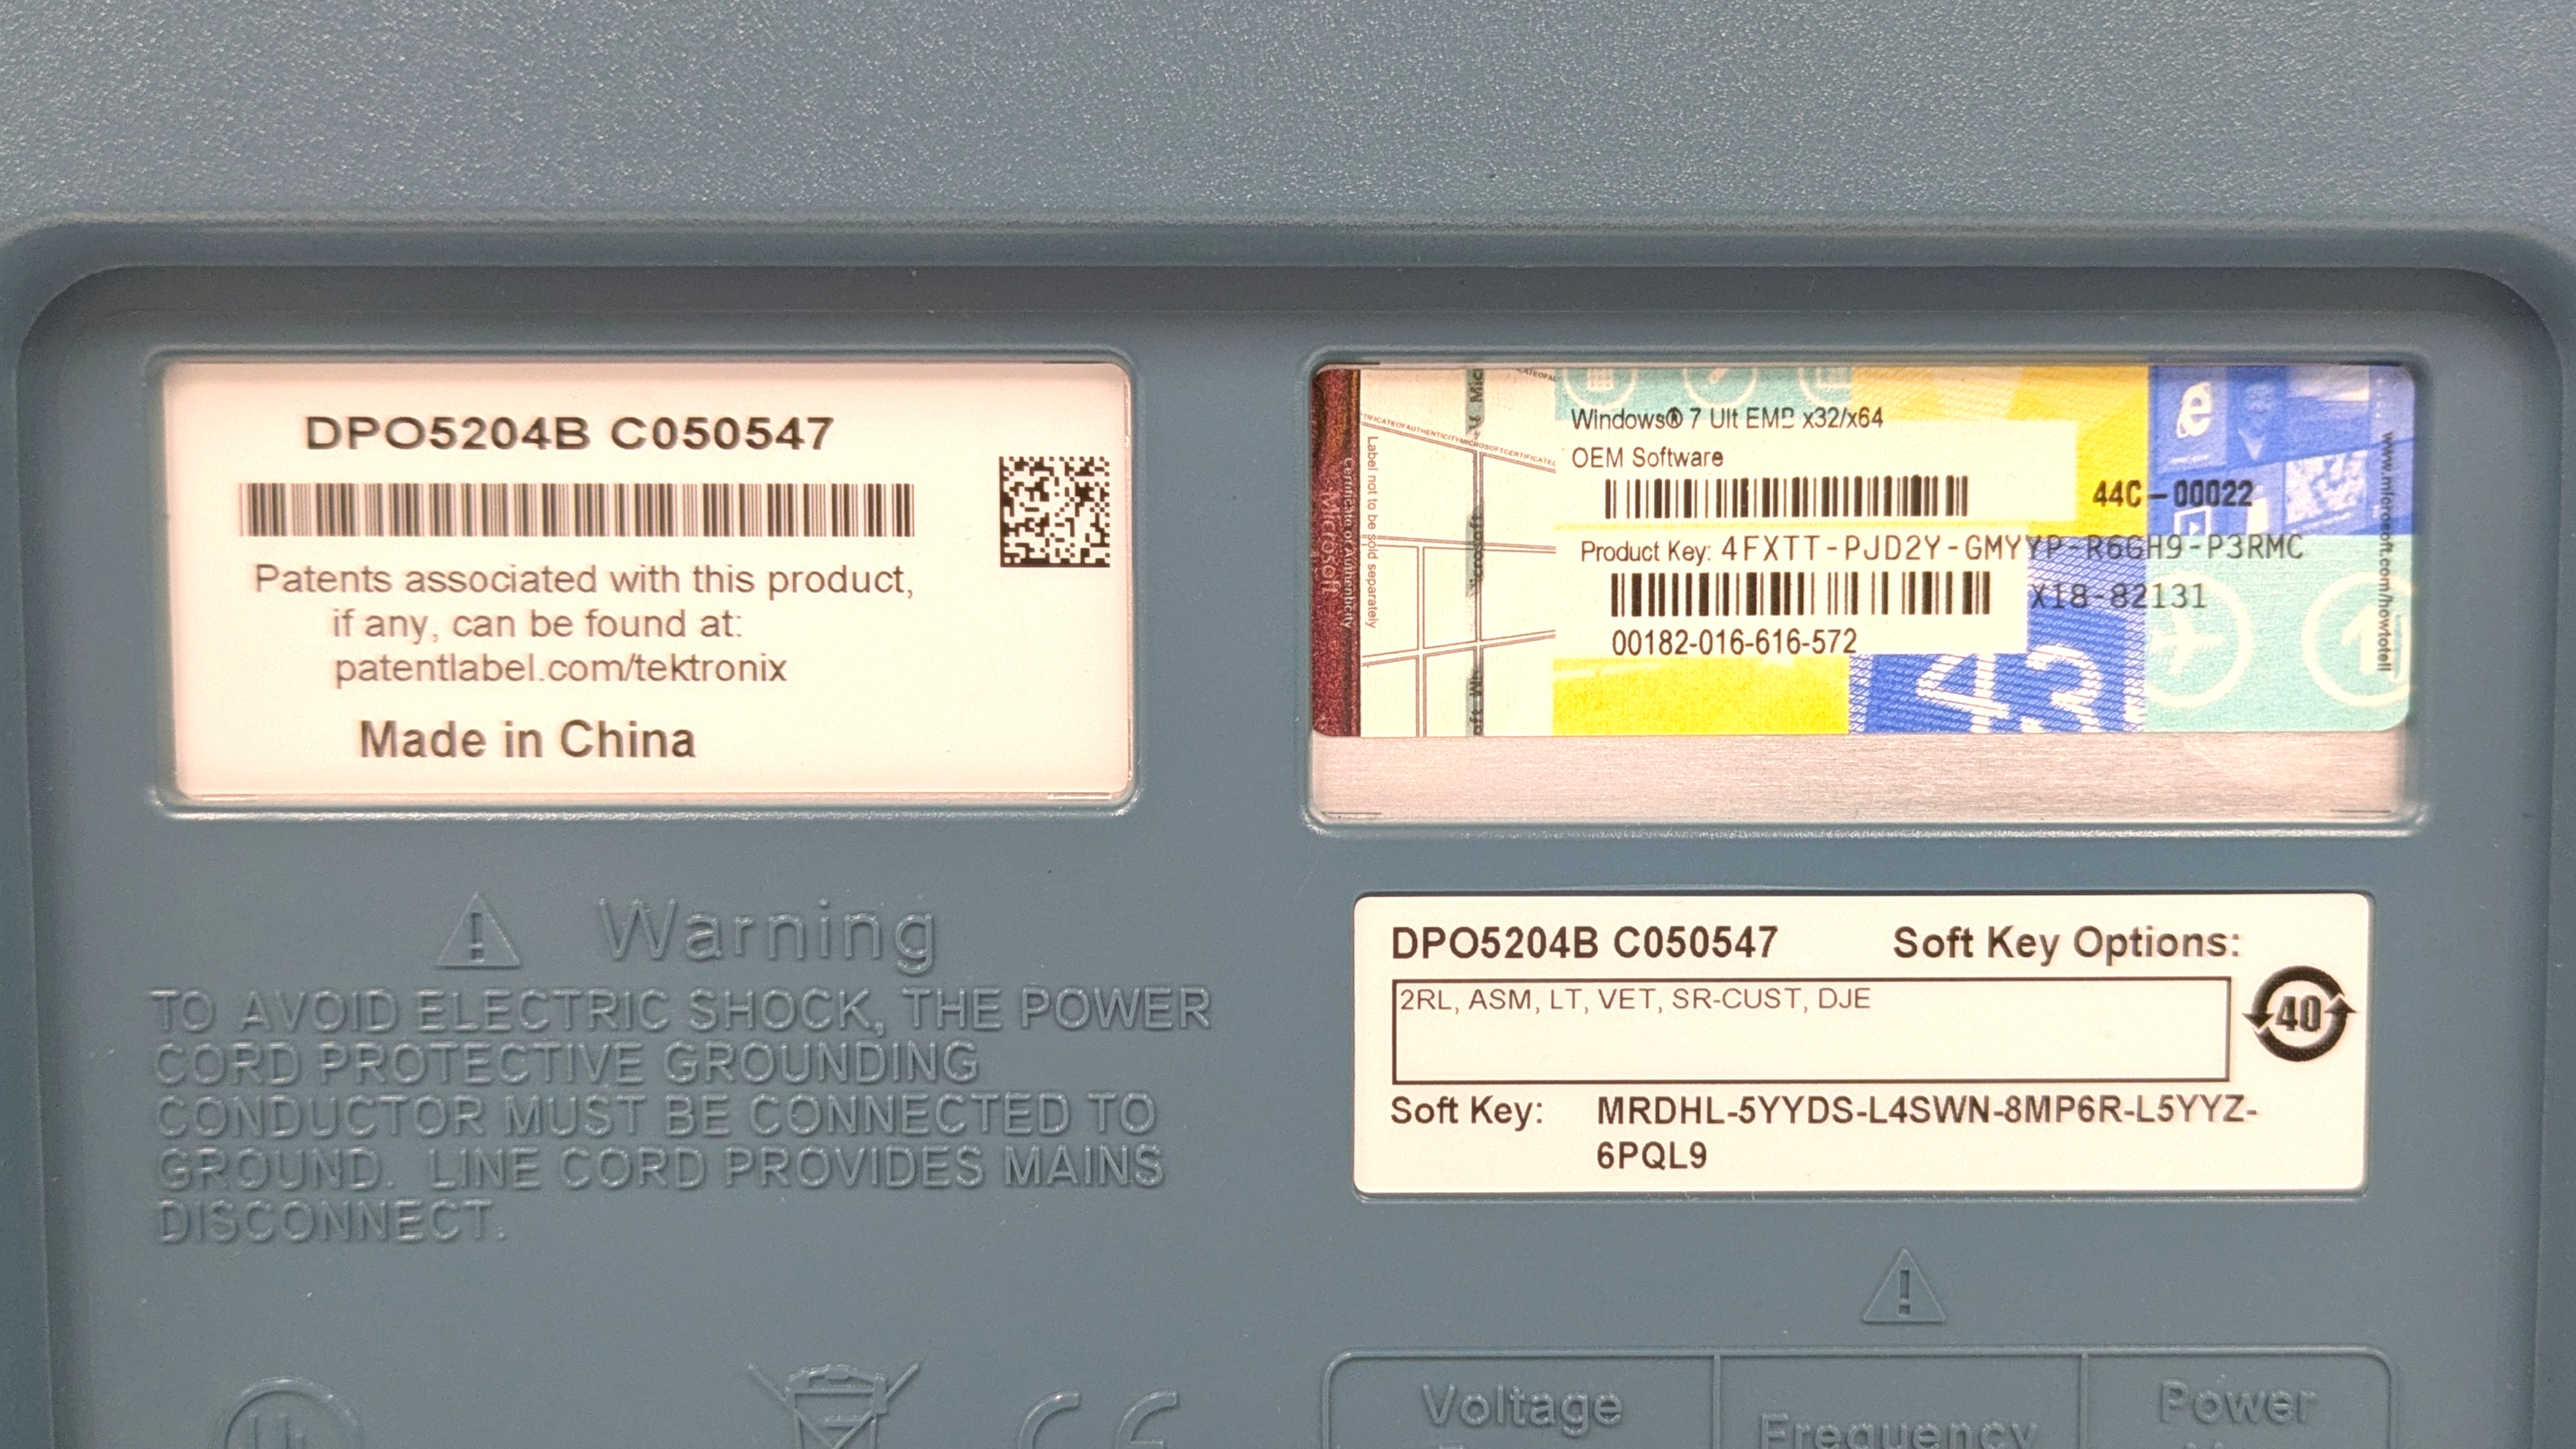 DPO5204B C050547
Patents associated with this product,
if any, can be found at:
patentlabel.com/tektronix
Made in China
Windows® 7 Ult EMB x32/x64
OEM Software
44C-00022
Product Key: 4FXTT-PJD2Y-GMYYP-R6GH9-P3RMC
X18-82131
00182-016-616-572
43
1
Microsoft
Certificate of Authenticity
Label not to be sold separately
Microsoft
www.microsoft.com/howtotell
Warning
TO AVOID ELECTRIC SHOCK, THE POWER
CORD PROTECTIVE GROUNDING
CONDUCTOR MUST BE CONNECTED TO
GROUND. LINE CORD PROVIDES MAINS
DISCONNECT.
DPO5204B C050547 Soft Key Options:
2RL, ASM, LT, VET, SR-CUST, DJE
40
Soft Key: MRDHL-5YYDS-L4SWN-8MP6R-L5YYZ-
6PQL9
Voltage
Frequency
Power
CE